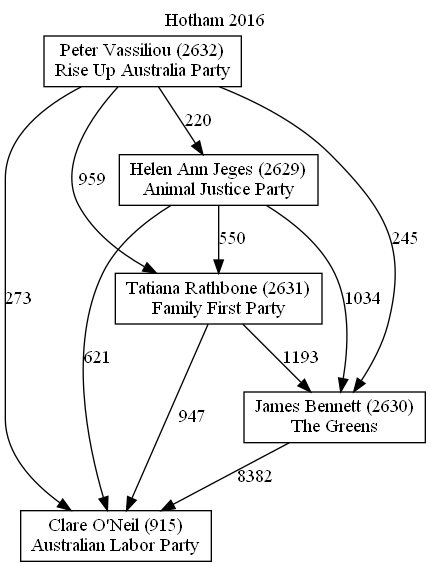 Hotham 2016
Peter Vassiliou (2632)
Rise Up Australia Party
220
959
Helen Ann Jeges (2629)
Animal Justice Party
550
245
Tatiana Rathbone (2631)
Family First Party
273
1034
621
1193
James Bennett (2630)
The Greens
947
8382
Clare O'Neil (915)
Australian Labor Party